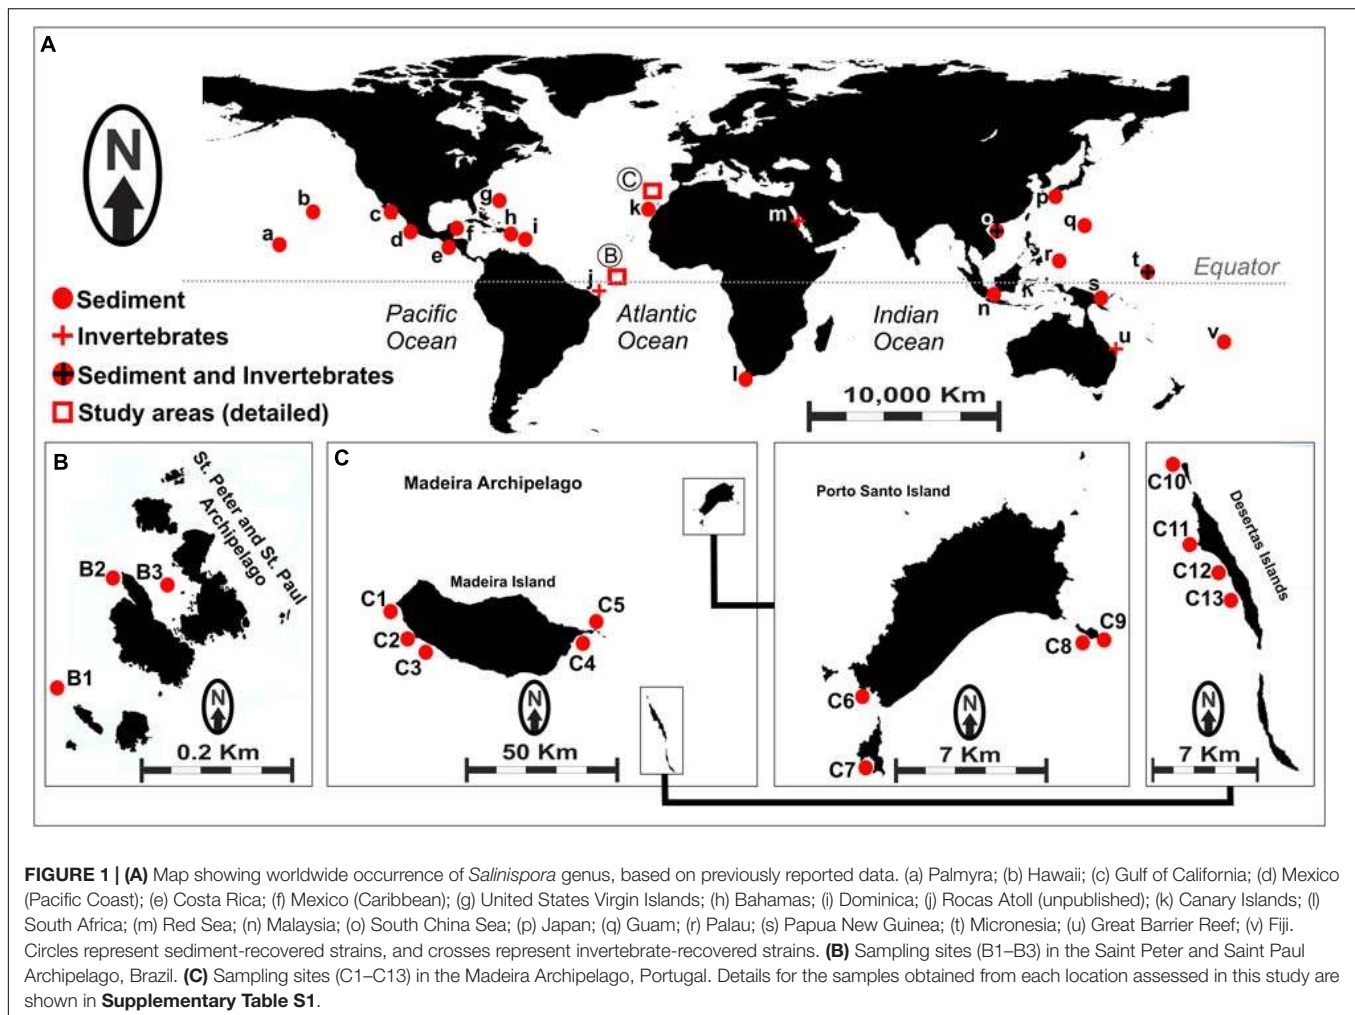 A
N
C
B
a
b
c
d
e
f
g
h
i
j
k
l
m
n
o
p
q
r
s
t
u
v
Equator
Pacific
Ocean
Atlantic
Ocean
Indian
Ocean
Sediment
Invertebrates
Sediment and Invertebrates
Study areas (detailed)
10,000 Km
B
St. Peter and St. Paul
Archipelago
B2
B3
B1
N
0.2 Km
C
Madeira Archipelago
Madeira Island
C1
C2
C3
C5
C4
N
50 Km
Porto Santo Island
C9
C8
C6
C7
N
7 Km
C10
C11
C12
C13
Desertas Islands
N
7 Km
FIGURE 1 | (A) Map showing worldwide occurrence of Salinispora genus, based on previously reported data. (a) Palmyra; (b) Hawaii; (c) Gulf of California; (d) Mexico
(Pacific Coast); (e) Costa Rica; (f) Mexico (Caribbean); (g) United States Virgin Islands; (h) Bahamas; (i) Dominica; (j) Rocas Atoll (unpublished); (k) Canary Islands; (l)
South Africa; (m) Red Sea; (n) Malaysia; (o) South China Sea; (p) Japan; (q) Guam; (r) Palau; (s) Papua New Guinea; (t) Micronesia; (u) Great Barrier Reef; (v) Fiji.
Circles represent sediment-recovered strains, and crosses represent invertebrate-recovered strains. (B) Sampling sites (B1–B3) in the Saint Peter and Saint Paul
Archipelago, Brazil. (C) Sampling sites (C1–C13) in the Madeira Archipelago, Portugal. Details for the samples obtained from each location assessed in this study are
shown in Supplementary Table S1.